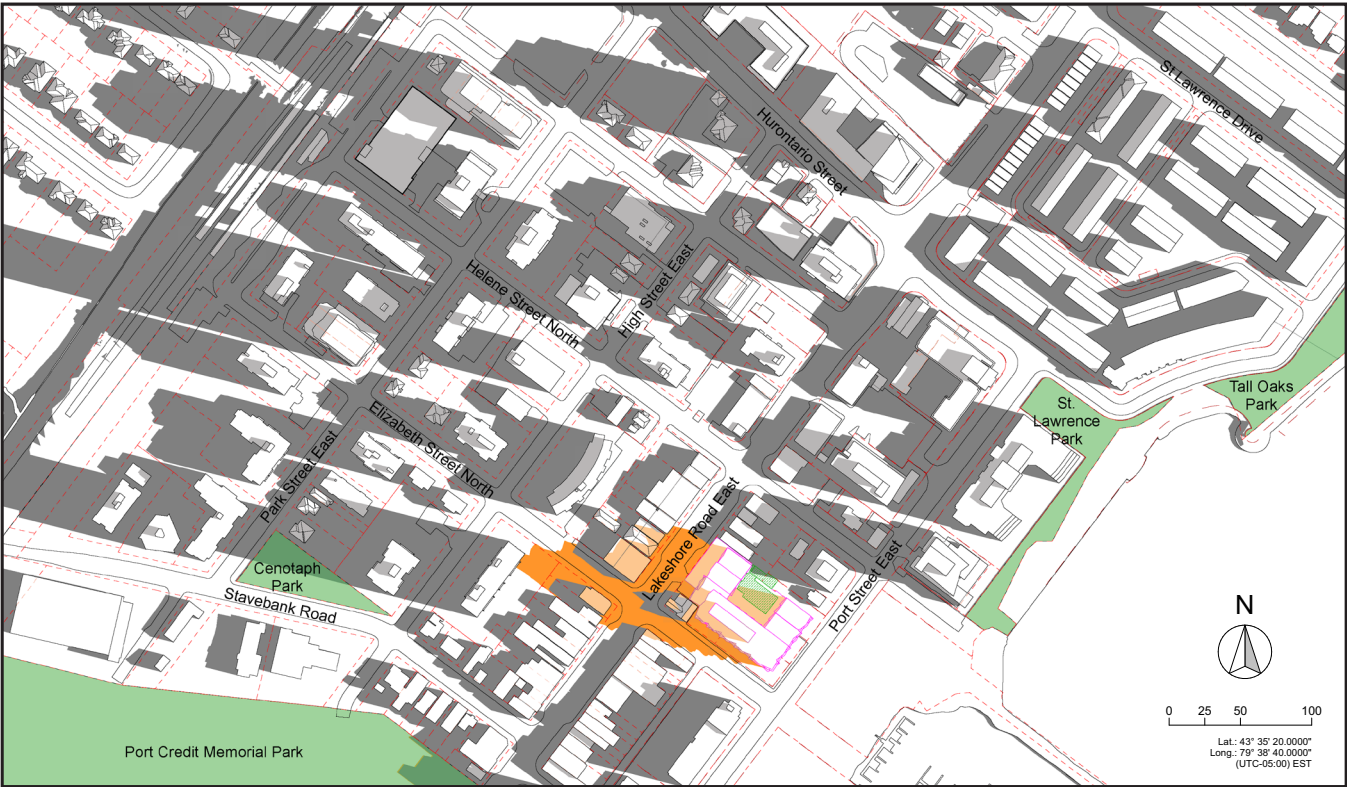 St Lawrence Drive
Hurontario Street
High Street East
Helene Street North
Tall Oaks
Park
St.
Lawrence
Park
Elizabeth Street North
Park Street East
Lakeshore Road East
Port Street East
Cenotaph
Park
Stavebank Road
N
0 25 50 100
Lat.: 43° 35' 20.0000"
Long.: 79° 38' 40.0000"
(UTC-05:00) EST
Port Credit Memorial Park